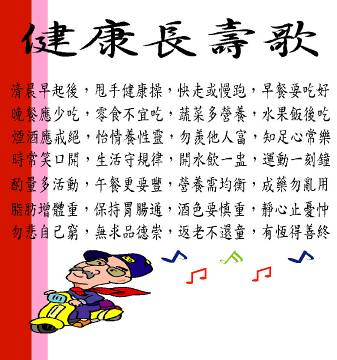 健康長壽歌
清晨早起後，甩手健康操，快走或慢跑，早餐要吃好
晚餐應少吃，零食不宜吃，蔬菜多營養，水果飯後吃
煙酒應戒絕，怡情養性靈，勿羨他人富，知足心常樂
時常笑口開，生活守規律，開水飲一盅，運動一刻鐘
酌量多活動，午餐更要豐，營養需均衡，成藥勿亂用
脂肪增體重，保持胃腸通，酒色要慎重，靜心止憂忡
勿悲自己窮，無求品德崇，返老不還童，有恆得善終